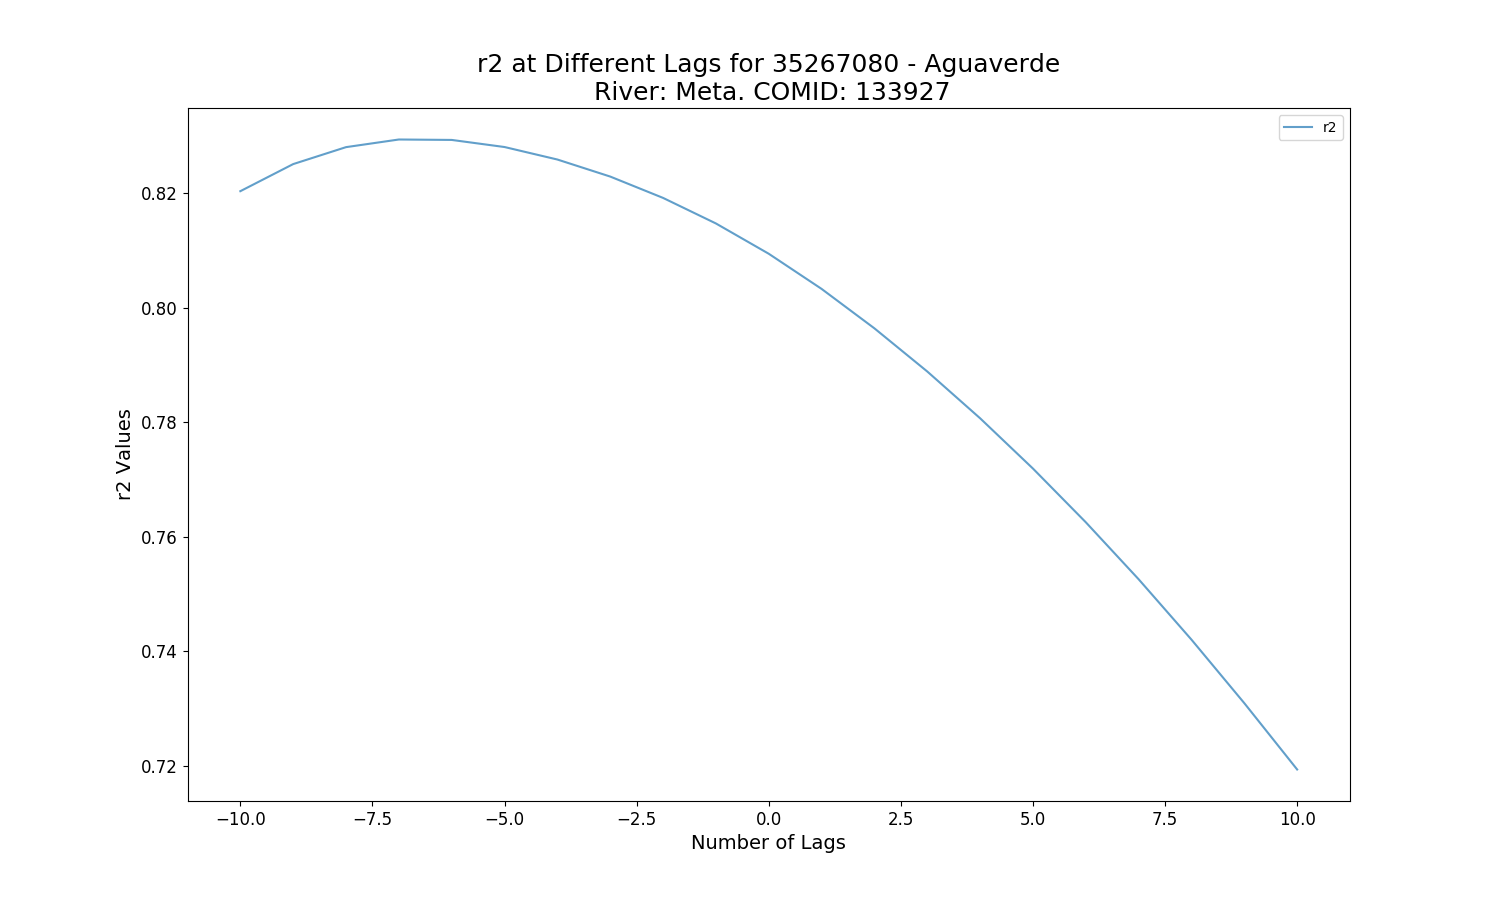 r2 at Different Lags for 35267080 - Aguaverde
River: Meta. COMID: 133927
r2
0.82
0.80
0.78
0.76
0.74
0.72
r2 Values
−10.0 −7.5 −5.0 −2.5 0.0 2.5 5.0 7.5 10.0
Number of Lags